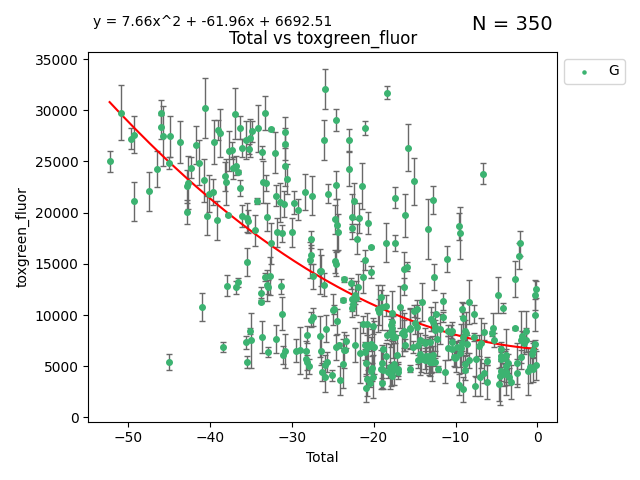 y = 7.66x^2 + -61.96x + 6692.51
N = 350
Total vs toxgreen_fluor
G
35000
30000
25000
20000
15000
10000
5000
0
toxgreen_fluor
−50
−40
−30
−20
−10
0
Total